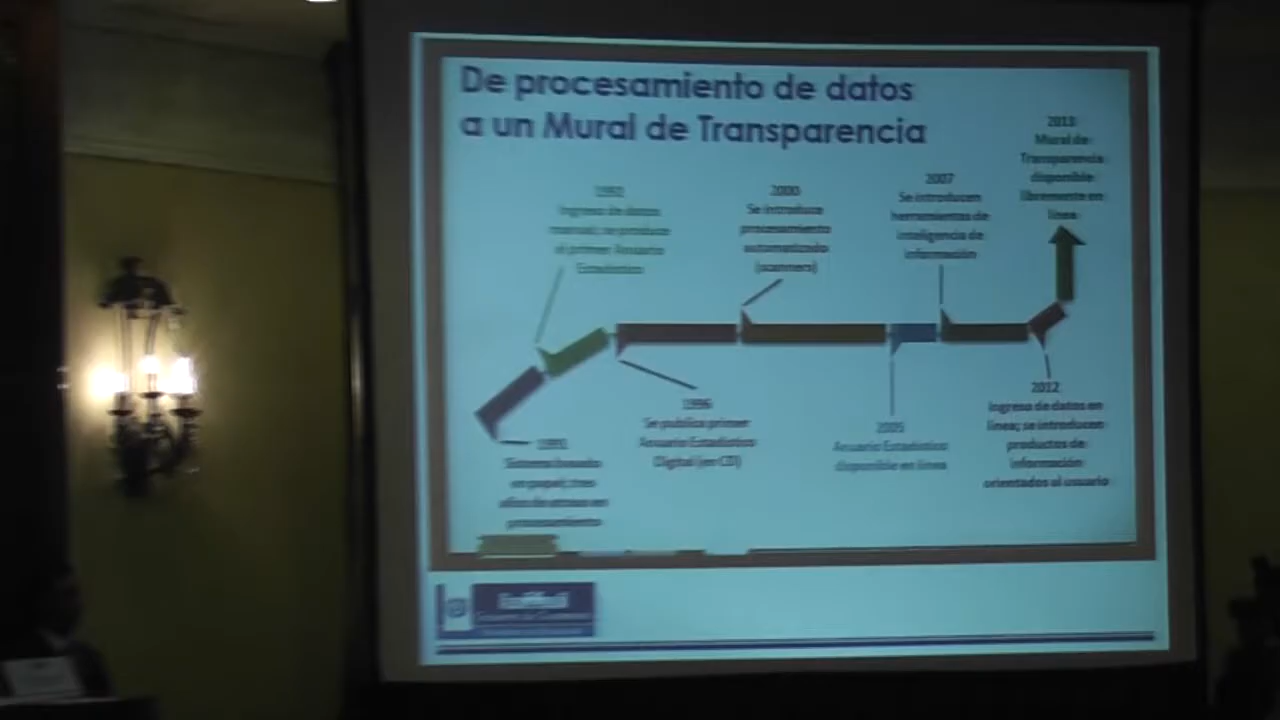 De procesamiento de datos
a un Mural de Transparencia
1992
Ingreso de datos
manual; se produce
el primer Anuario
Estadístico
2000
Se introduce
procesamiento
automatizado
(scanners)
2007
Se introducen
herramientas de
inteligencia de
información
2013
Mural de
Transparencia
disponible
libremente en
línea
1991
Sistema basado
en papel; tres
años de atraso en
procesamiento
1996
Se publica primer
Anuario Estadístico
Digital (en CD)
2005
Anuario Estadístico
disponible en línea
2012
Ingreso de datos en
línea; se introducen
productos de
información
orientados al usuario